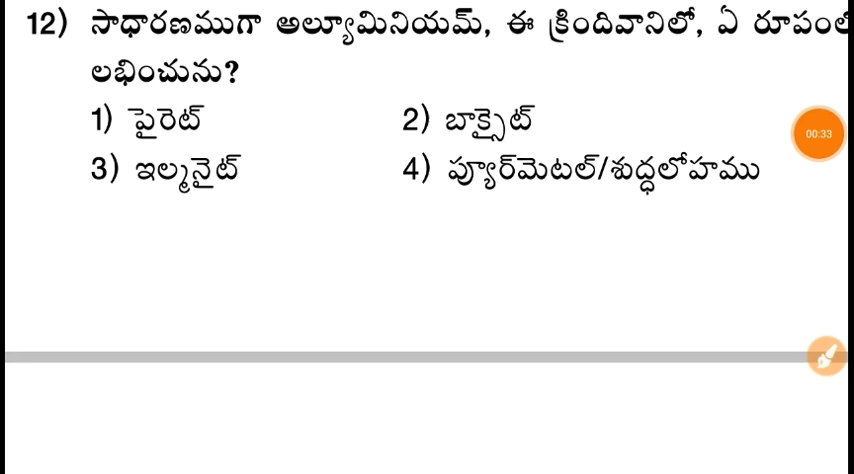 12) సాధారణముగా అల్యూమినియమ్, ఈ క్రిందివానిలో, ఏ రూపంలో
లభించును?
1) పైరెట్ 2) బాక్సైట్
3) ఇల్మనైట్ 4) ప్యూర్‌మెటల్/శుద్ధలోహము
00:33